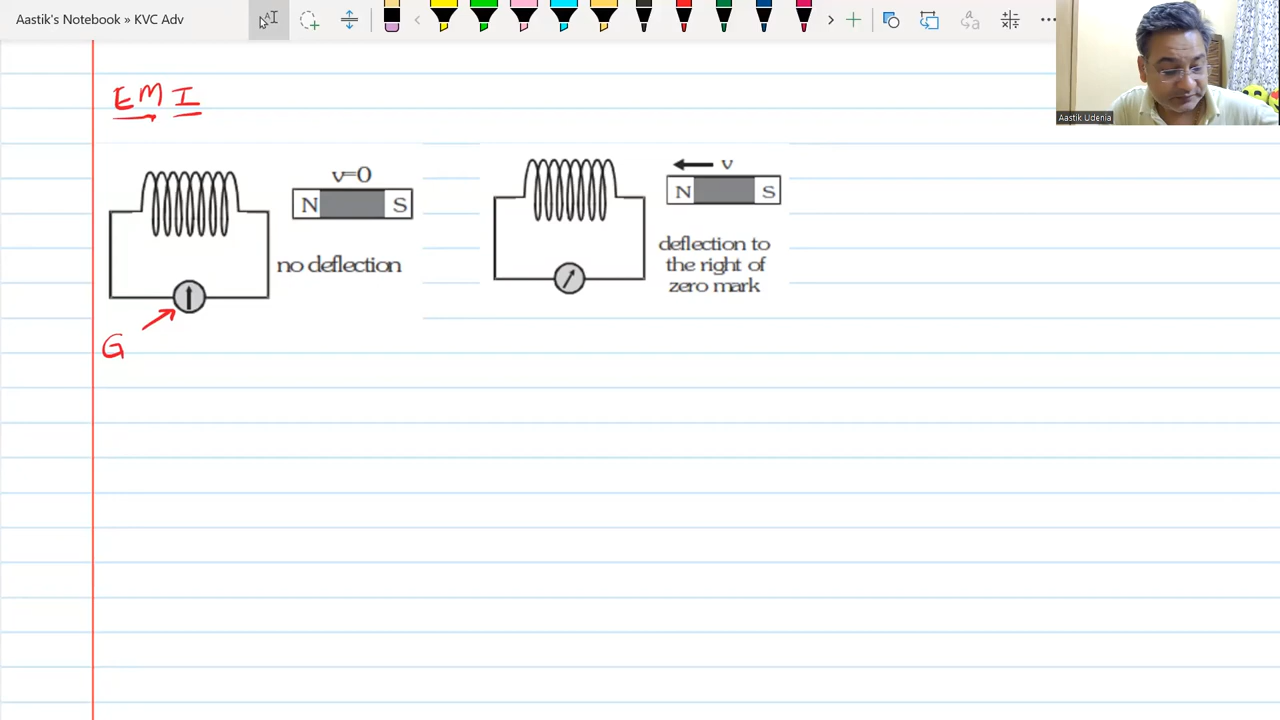 Aastik's Notebook » KVC Adv
Aastik Udenia
EMI
v=0
N S
no deflection
G
v
N S
deflection to
the right of
zero mark